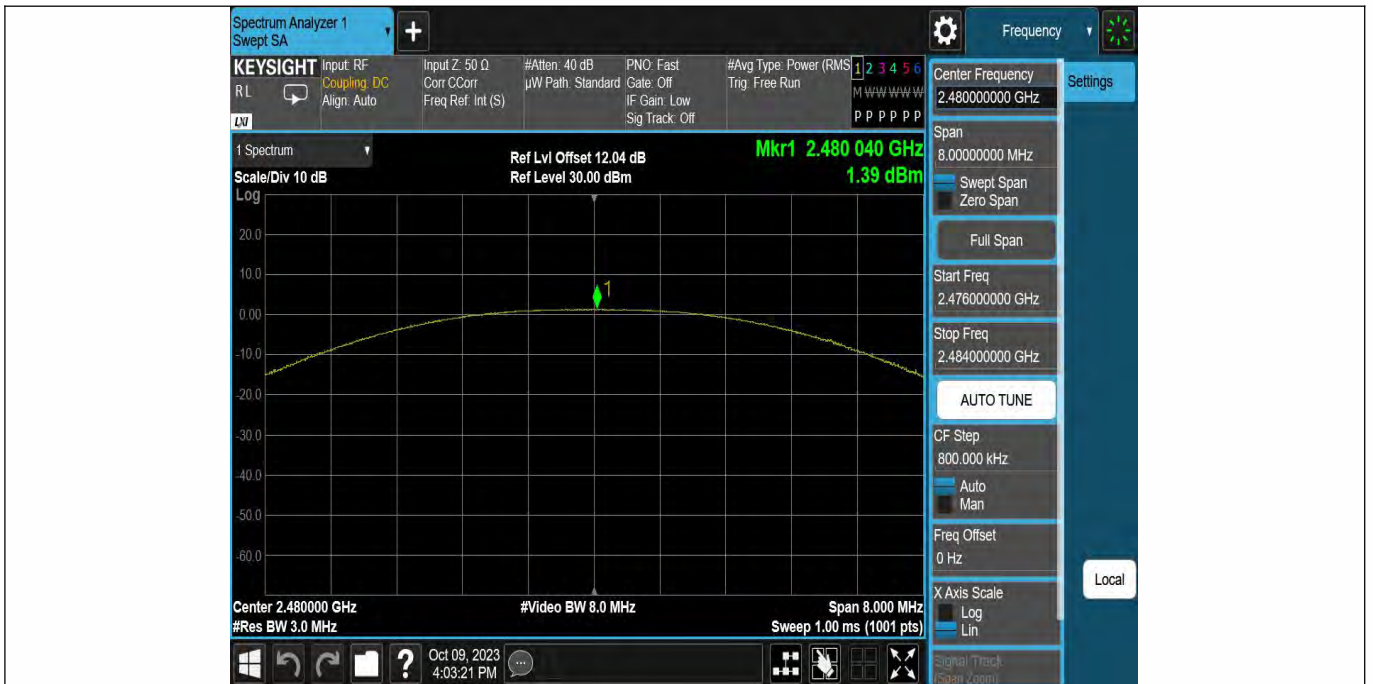 Spectrum Analyzer 1
Swept SA
+
Frequency
KEYSIGHT
RL
LXI
Input: RF
Coupling: DC
Align: Auto
Input Z: 50 Ω
Corr CCorr
Freq Ref: Int (S)
#Atten: 40 dB
µW Path: Standard
PNO: Fast
Gate: Off
IF Gain: Low
Sig Track: Off
#Avg Type: Power (RMS
Trig: Free Run
1 2 3 4 5 6
M W W W W W
P P P P P P
Center Frequency
2.480000000 GHz
Settings
Span
8.00000000 MHz
Swept Span
Zero Span
Full Span
Start Freq
2.476000000 GHz
Stop Freq
2.484000000 GHz
AUTO TUNE
CF Step
800.000 kHz
Auto
Man
Freq Offset
0 Hz
X Axis Scale
Log
Lin
Signal Track
(Span Zoom)
Local
1 Spectrum
Scale/Div 10 dB
Log
Ref Lvl Offset 12.04 dB
Ref Level 30.00 dBm
Mkr1 2.480 040 GHz
1.39 dBm
20.0
10.0
1
0.00
-10.0
-20.0
-30.0
-40.0
-50.0
-60.0
Center 2.480000 GHz
#Res BW 3.0 MHz
#Video BW 8.0 MHz
Span 8.000 MHz
Sweep 1.00 ms (1001 pts)
?
Oct 09, 2023
4:03:21 PM